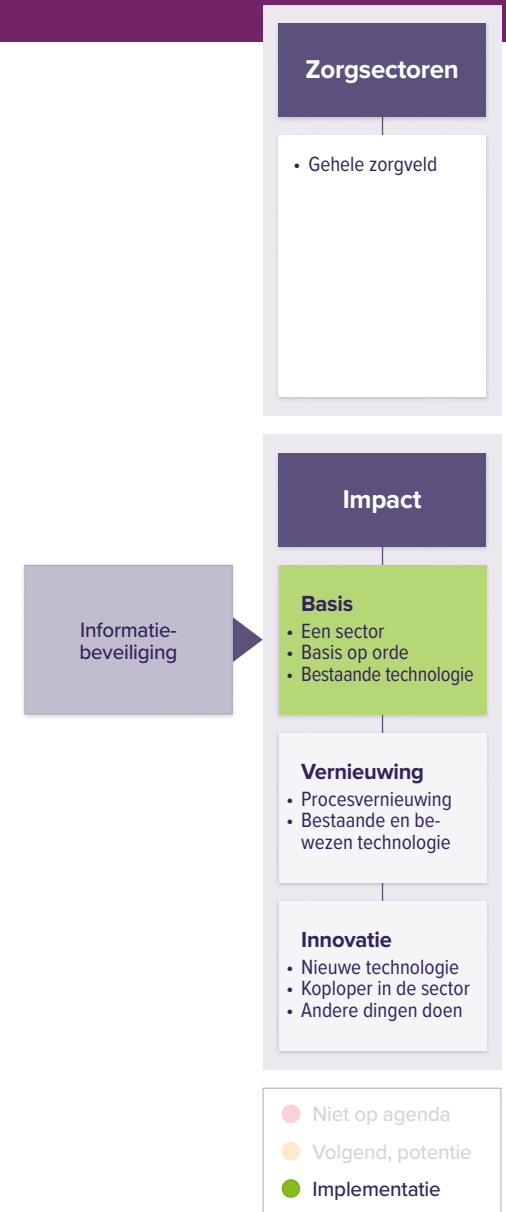 Zorgsectoren
• Gehele zorgveld
Impact
Informatie-
beveiliging
Basis
• Een sector
• Basis op orde
• Bestaande technologie
Vernieuwing
• Procesvernieuwing
• Bestaande en be-
wezen technologie
Innovatie
• Nieuwe technologie
• Koploper in de sector
• Andere dingen doen
Niet op agenda
Volgend, potentie
Implementatie